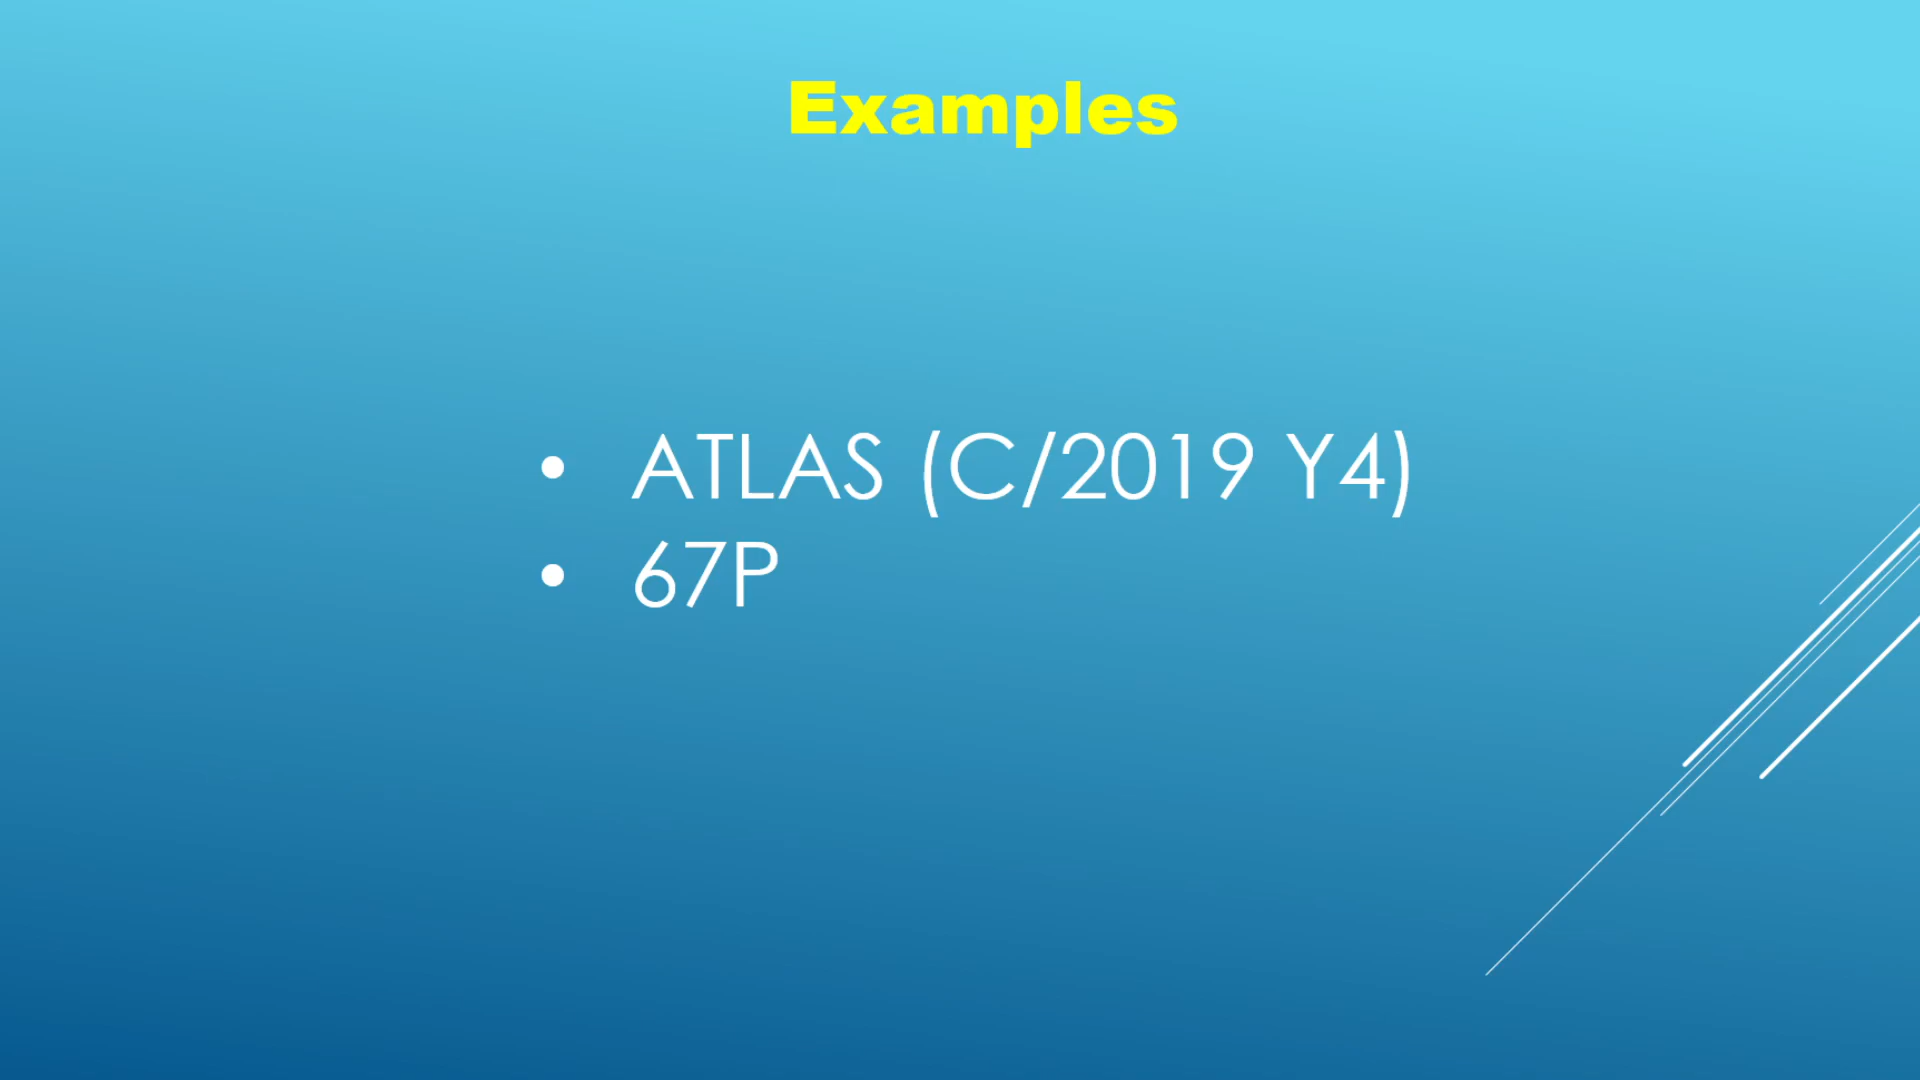 Examples
• ATLAS (C/2019 Y4)
• 67P